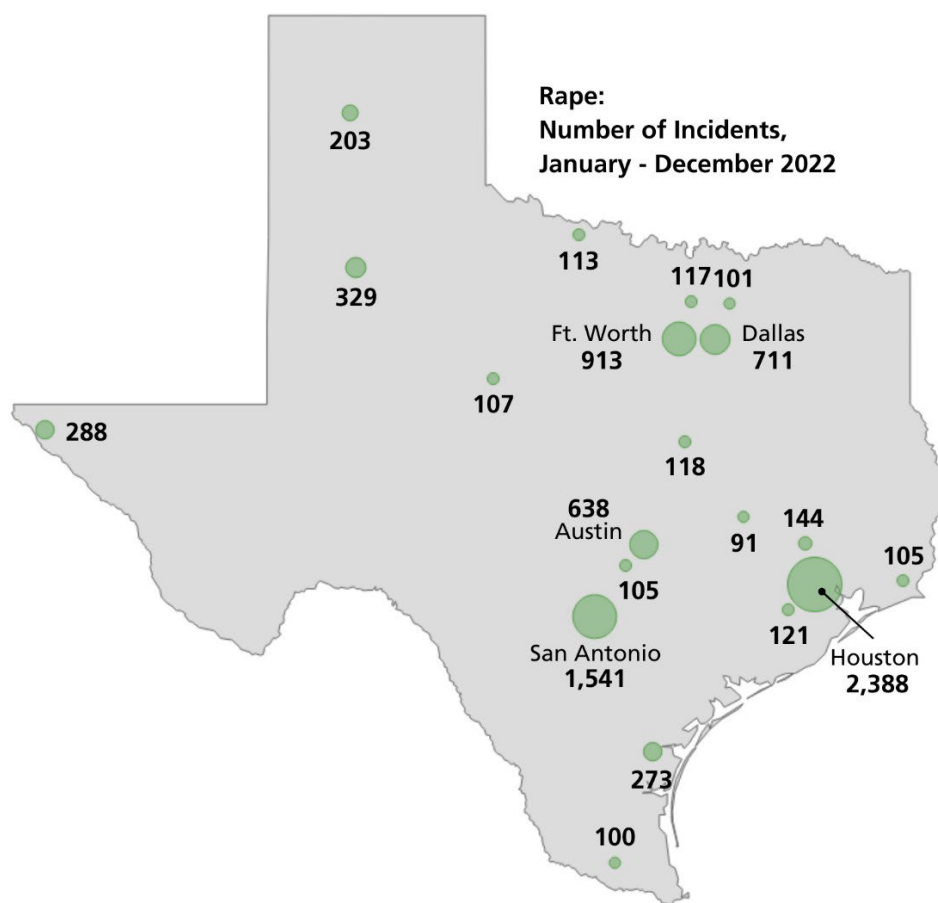 Rape:
Number of Incidents,
January - December 2022
203
113
329
117 101
Ft. Worth
913
Dallas
711
107
288
118
638
Austin
91
144
105
105
121
San Antonio
1,541
Houston
2,388
273
100